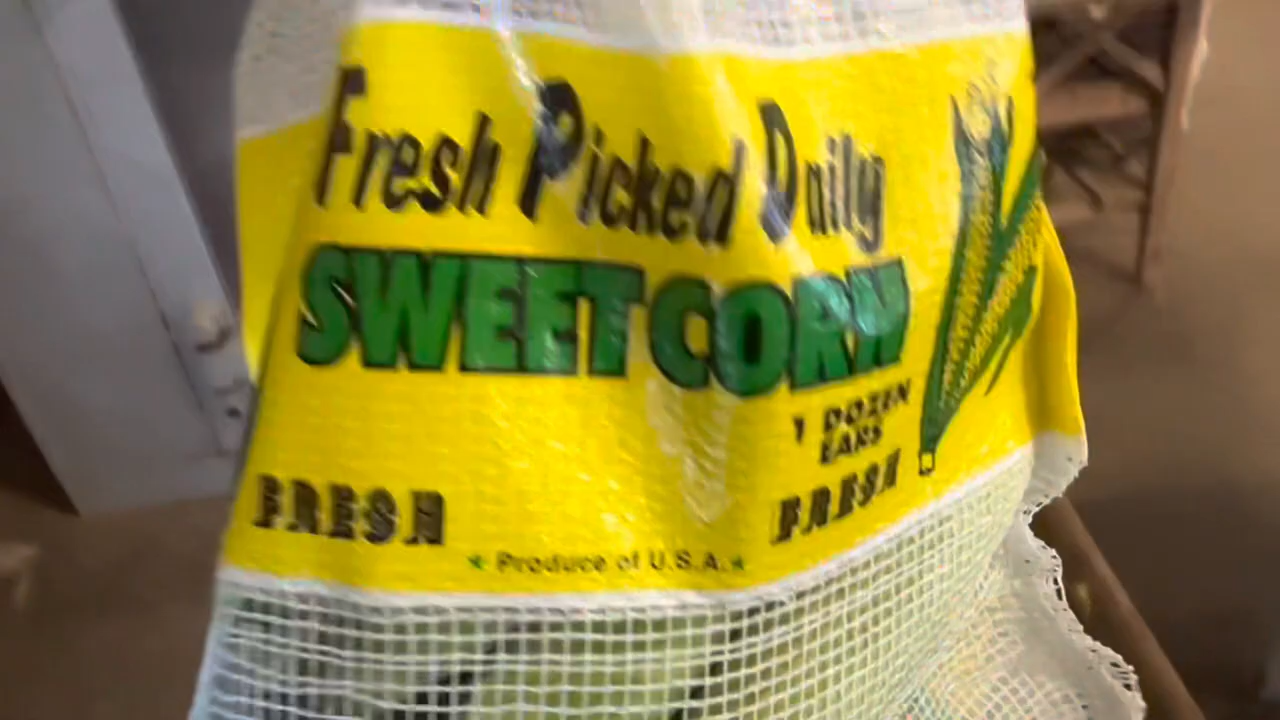 Fresh Picked Daily
SWEET CORN
1 DOZEN
EARS
FRESH
FRESH
★ Produce of U.S.A. ★